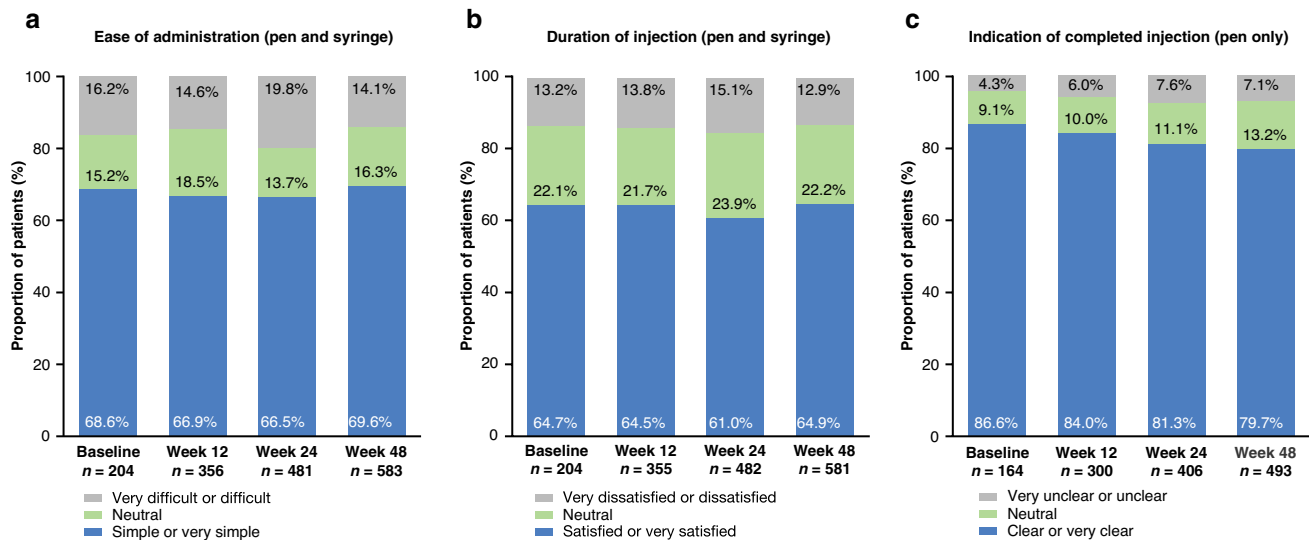 a
Ease of administration (pen and syringe)
Proportion of patients (%)
100
80
60
40
20
0
16.2% 14.6% 19.8% 14.1%
15.2% 18.5% 13.7% 16.3%
68.6% 66.9% 66.5% 69.6%
Baseline Week 12 Week 24 Week 48
n = 204 n = 356 n = 481 n = 583
Very difficult or difficult
Neutral
Simple or very simple
b
Duration of injection (pen and syringe)
Proportion of patients (%)
100
80
60
40
20
0
13.2% 13.8% 15.1% 12.9%
22.1% 21.7% 23.9% 22.2%
64.7% 64.5% 61.0% 64.9%
Baseline Week 12 Week 24 Week 48
n = 204 n = 355 n = 482 n = 581
Very dissatisfied or dissatisfied
Neutral
Satisfied or very satisfied
c
Indication of completed injection (pen only)
Proportion of patients (%)
100
80
60
40
20
0
4.3% 6.0% 7.6% 7.1%
9.1% 10.0% 11.1% 13.2%
86.6% 84.0% 81.3% 79.7%
Baseline Week 12 Week 24 Week 48
n = 164 n = 300 n = 406 n = 493
Very unclear or unclear
Neutral
Clear or very clear